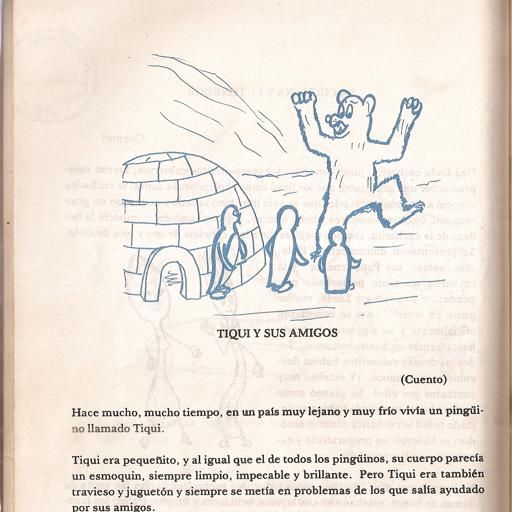 TIQUI Y SUS AMIGOS
(Cuento)
Hace mucho, mucho tiempo, en un país muy lejano y muy frío vivía un pingüi-
no llamado Tiqui.
Tiqui era pequeñito, y al igual que el de todos los pingüinos, su cuerpo parecía
un esmoquin, siempre limpio, impecable y brillante. Pero Tiqui era también
travieso y juguetón y siempre se metía en problemas de los que salía ayudado
por sus amigos.